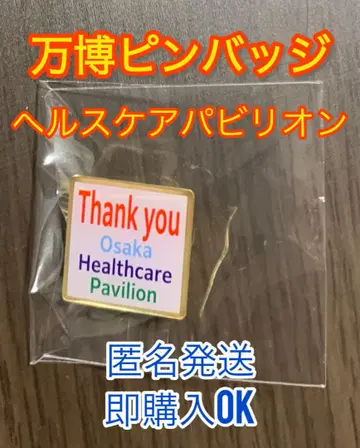 万博ピンバッジ
ヘルスケアパビリオン
Thank you
Osaka
Healthcare
Pavilion
匿名発送
即購入OK